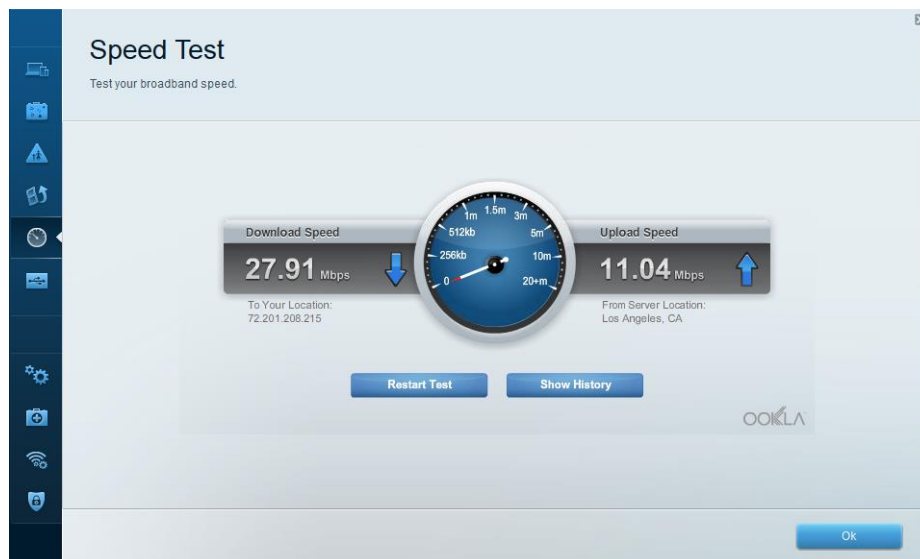 Speed Test
Test your broadband speed.
Download Speed
27.91 Mbps
To Your Location:
72.201.208.215
0
256kb
512kb
1m
1.5m
3m
5m
10m
20+m
Upload Speed
11.04 Mbps
From Server Location:
Los Angeles, CA
Restart Test
Show History
OOKLA
Ok